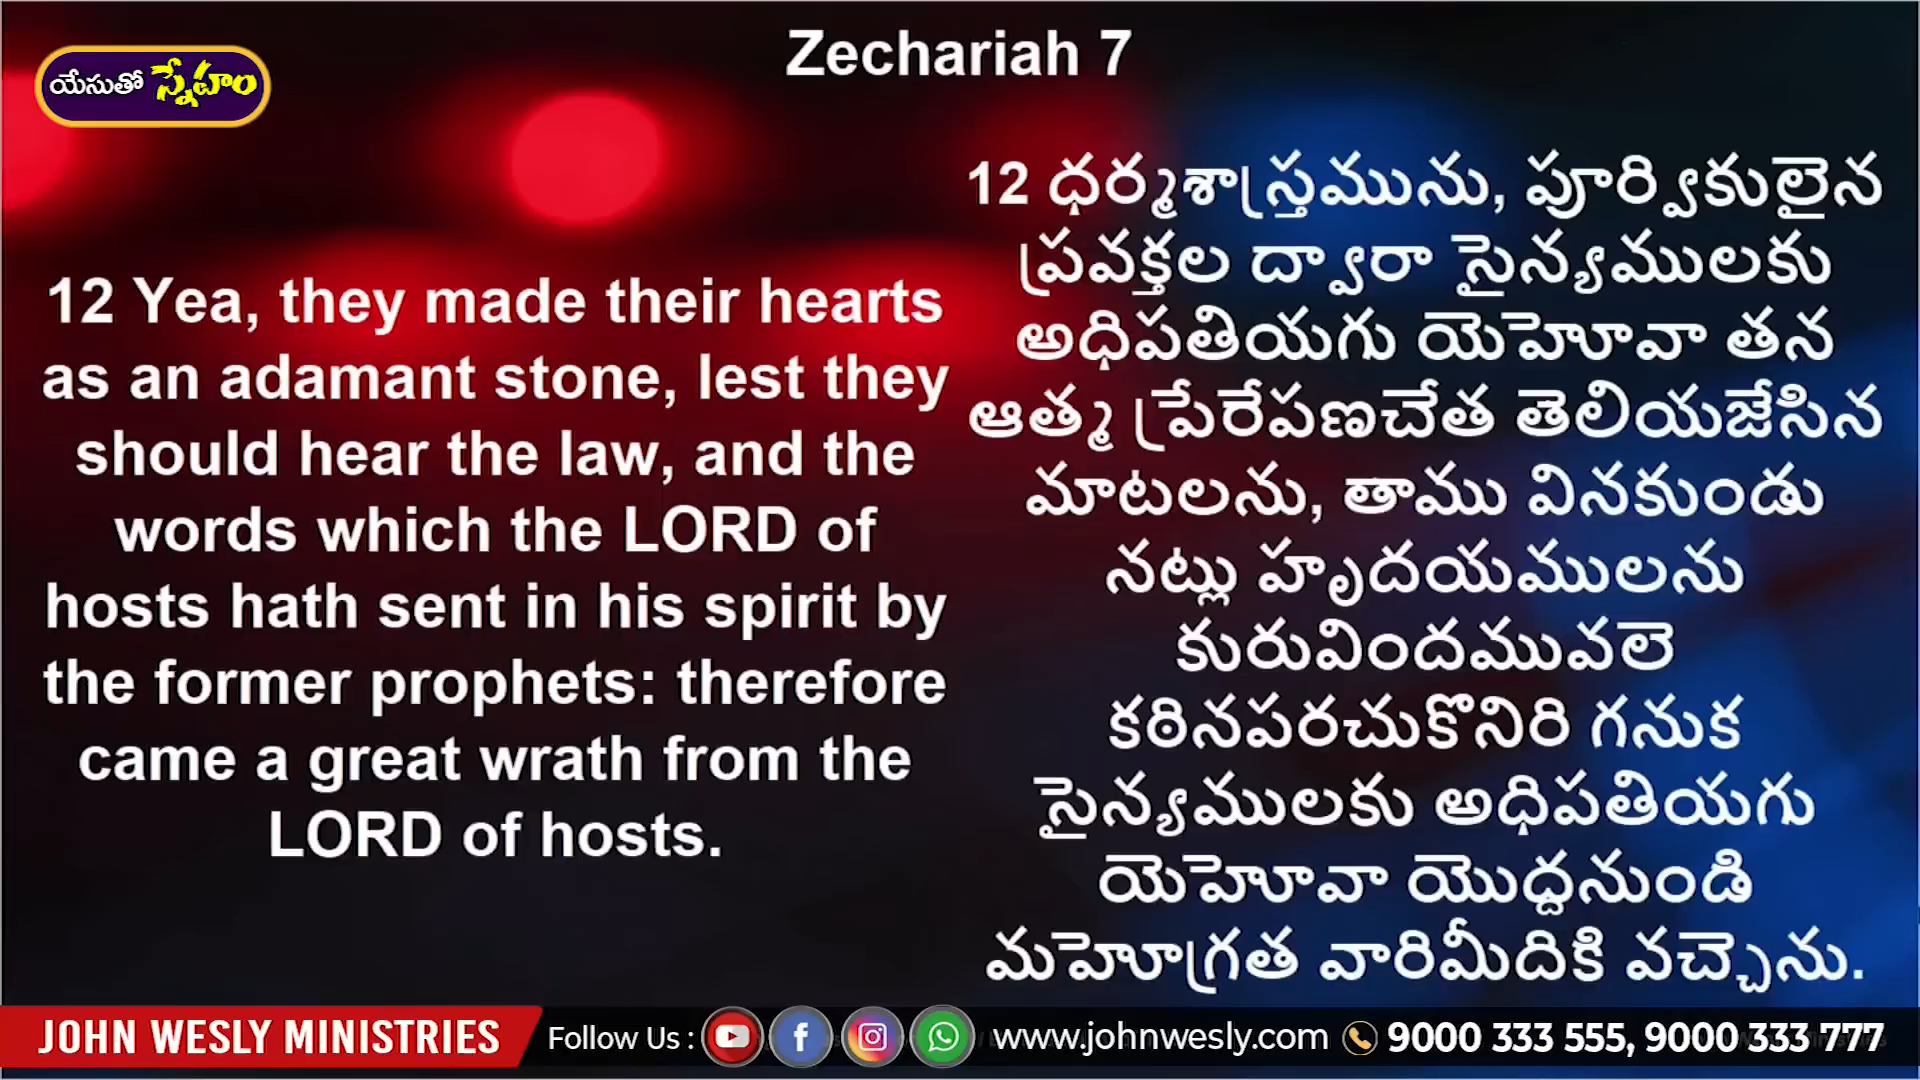 Zechariah 7
యేసుతో స్నేహం
12 Yea, they made their hearts
as an adamant stone, lest they
should hear the law, and the
words which the LORD of
hosts hath sent in his spirit by
the former prophets: therefore
came a great wrath from the
LORD of hosts.
12 ధర్మశాస్త్రమును, పూర్వికులైన
ప్రవక్తల ద్వారా సైన్యములకు
అధిపతియగు యెహోవా తన
ఆత్మ ప్రేరేపణచేత తెలియజేసిన
మాటలను, తాము వినకుండు
నట్లు హృదయములను
కురువిందమువలె
కఠినపరచుకొనిరి గనుక
సైన్యములకు అధిపతియగు
యెహోవా యొద్దనుండి
మహోగ్రత వారిమీదికి వచ్చెను.
JOHN WESLY MINISTRIES Follow Us : www.johnwesly.com 9000 333 555, 9000 333 777